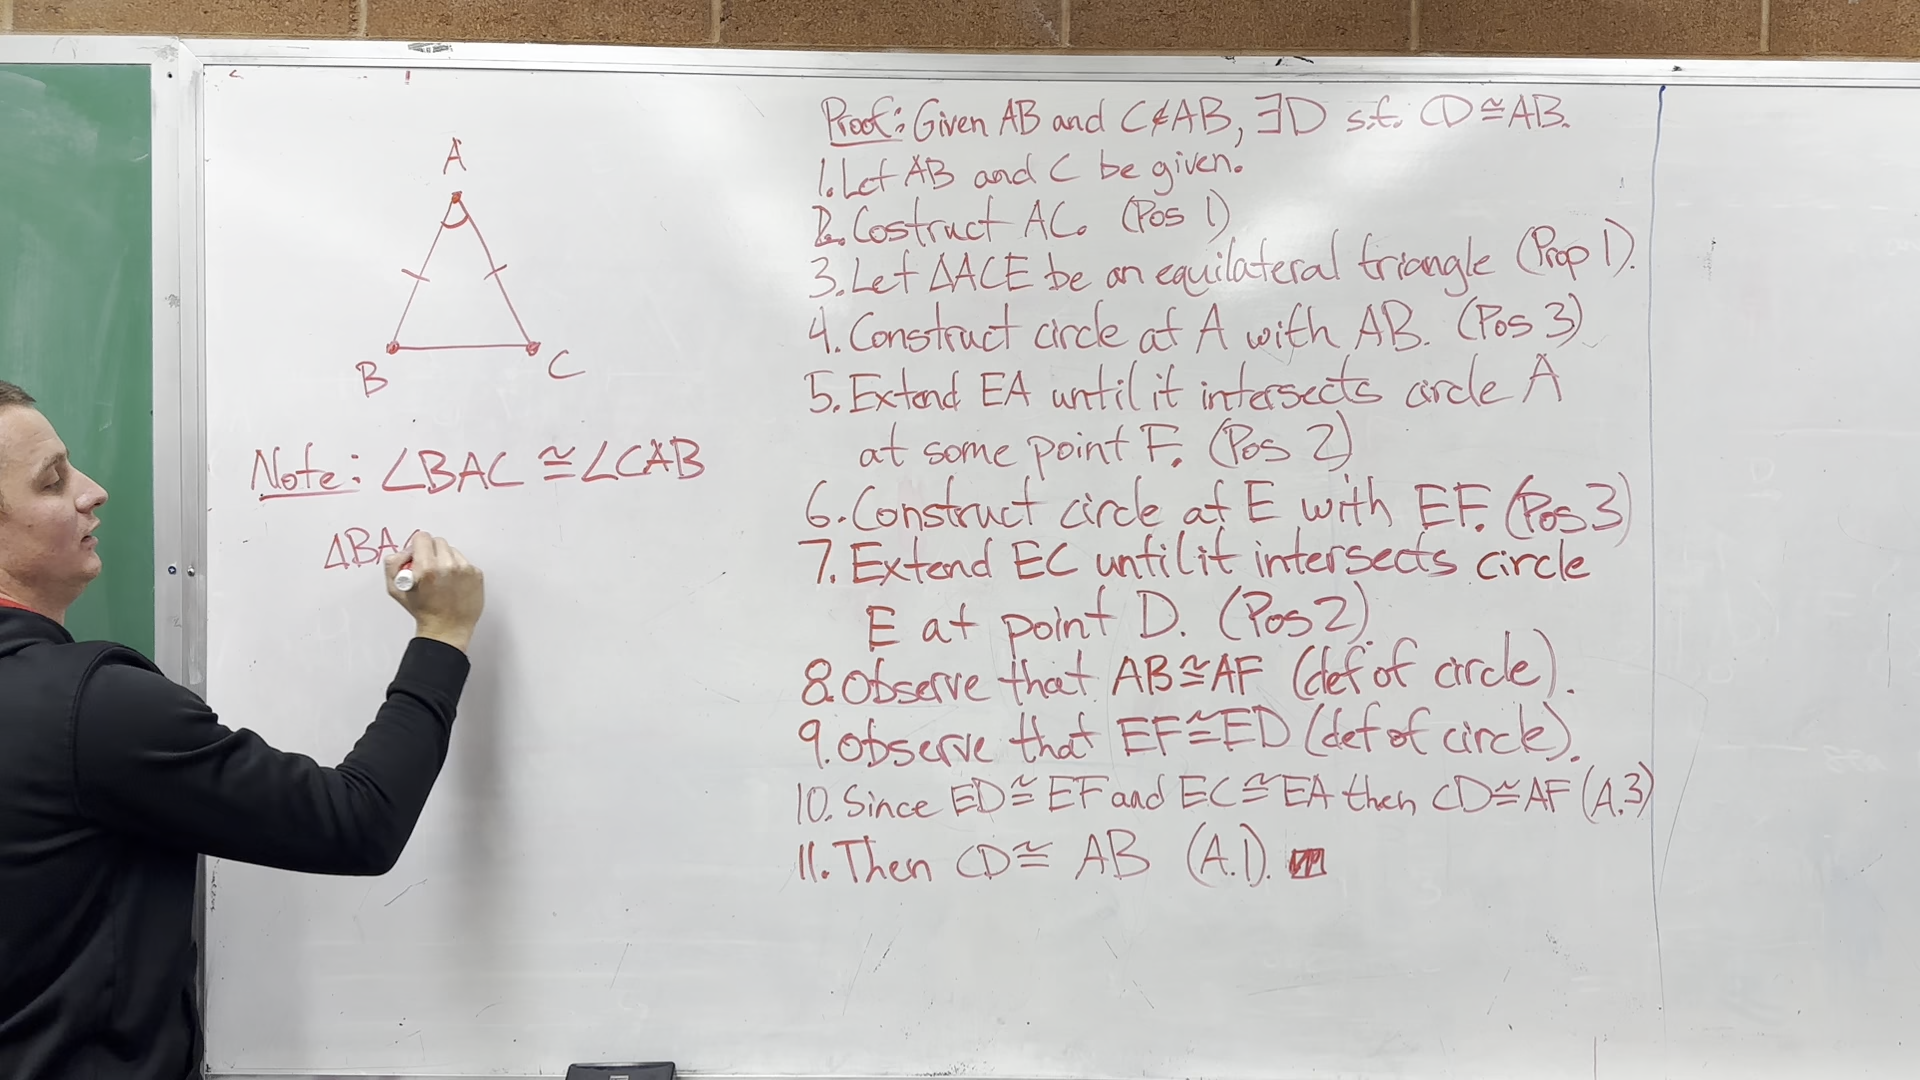 A
B
C
Note: ∠BAC ≅ ∠CAB
△BAC
Proof: Given AB and C∉AB, ∃D s.t. CD≅AB.
1. Let AB and C be given.
2. Costruct AC. (Pos 1)
3. Let △ACE be an equilateral triangle (Prop 1).
4. Construct circle at A with AB. (Pos 3)
5. Extend EA until it intersects circle A
at some point F. (Pos 2)
6. Construct circle at E with EF. (Pos 3)
7. Extend EC until it intersects circle
E at point D. (Pos 2).
8. Observe that AB≅AF (def of circle).
9. Observe that EF≅ED (def of circle).
10. Since ED≅EF and EC≅EA then CD≅AF (A.3)
11. Then CD≅ AB (A.1).